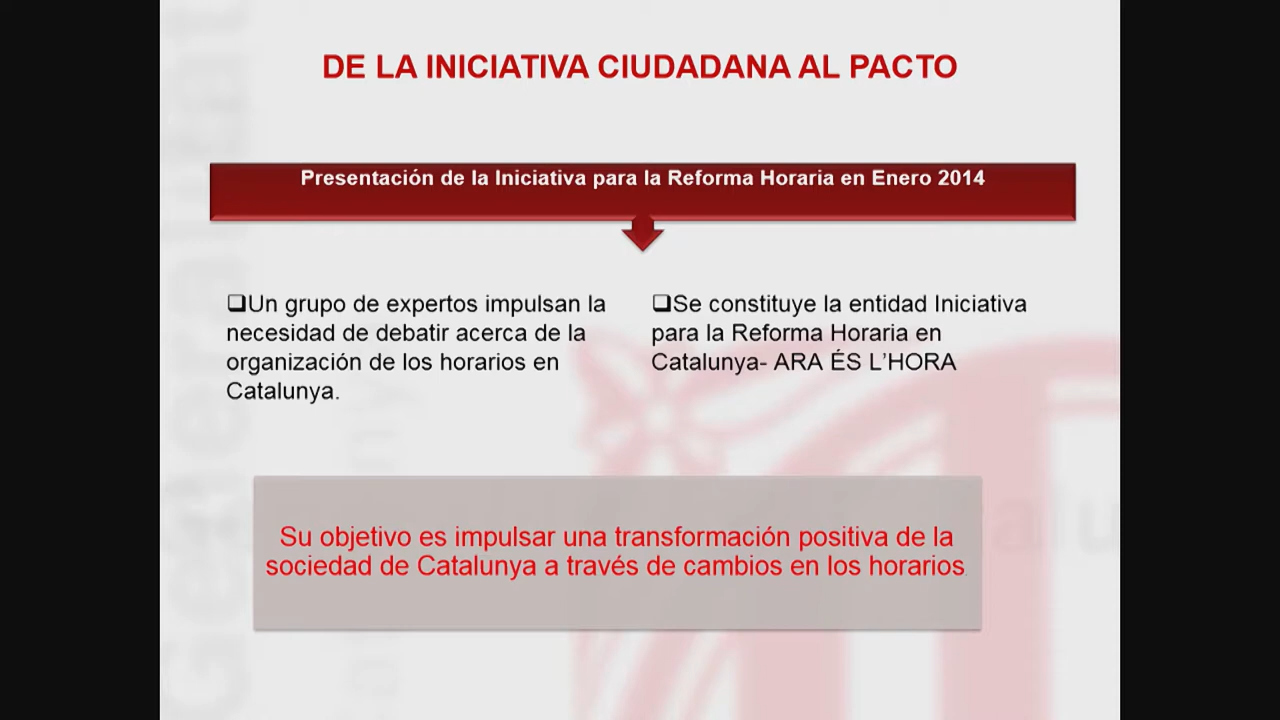 DE LA INICIATIVA CIUDADANA AL PACTO
Presentación de la Iniciativa para la Reforma Horaria en Enero 2014
❑Un grupo de expertos impulsan la
necesidad de debatir acerca de la
organización de los horarios en
Catalunya.
❑Se constituye la entidad Iniciativa
para la Reforma Horaria en
Catalunya- ARA ÉS L’HORA
Su objetivo es impulsar una transformación positiva de la
sociedad de Catalunya a través de cambios en los horarios.